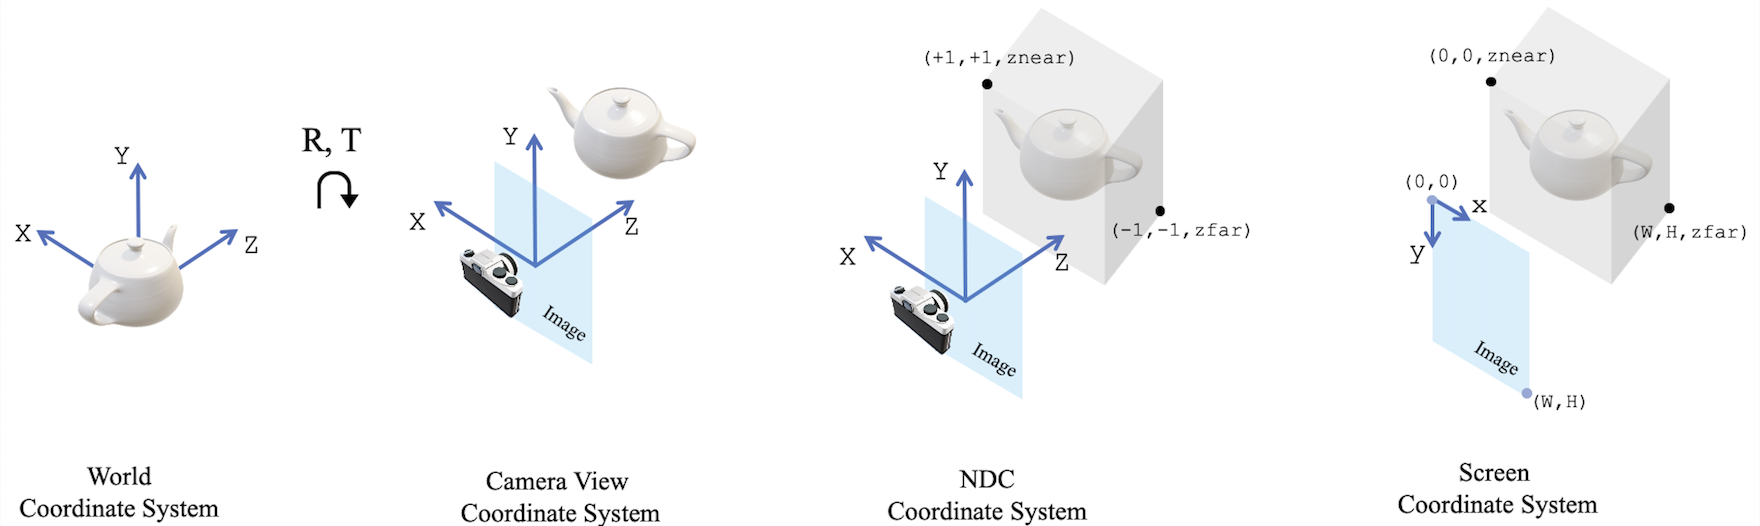 Y
X
Z
World
Coordinate System
R, T
Y
X
Z
Image
Camera View
Coordinate System
(+1,+1,znear)
Y
X
Z
(-1,-1,zfar)
Image
NDC
Coordinate System
(0,0,znear)
(0,0)
x
y
(W,H,zfar)
Image
(W,H)
Screen
Coordinate System